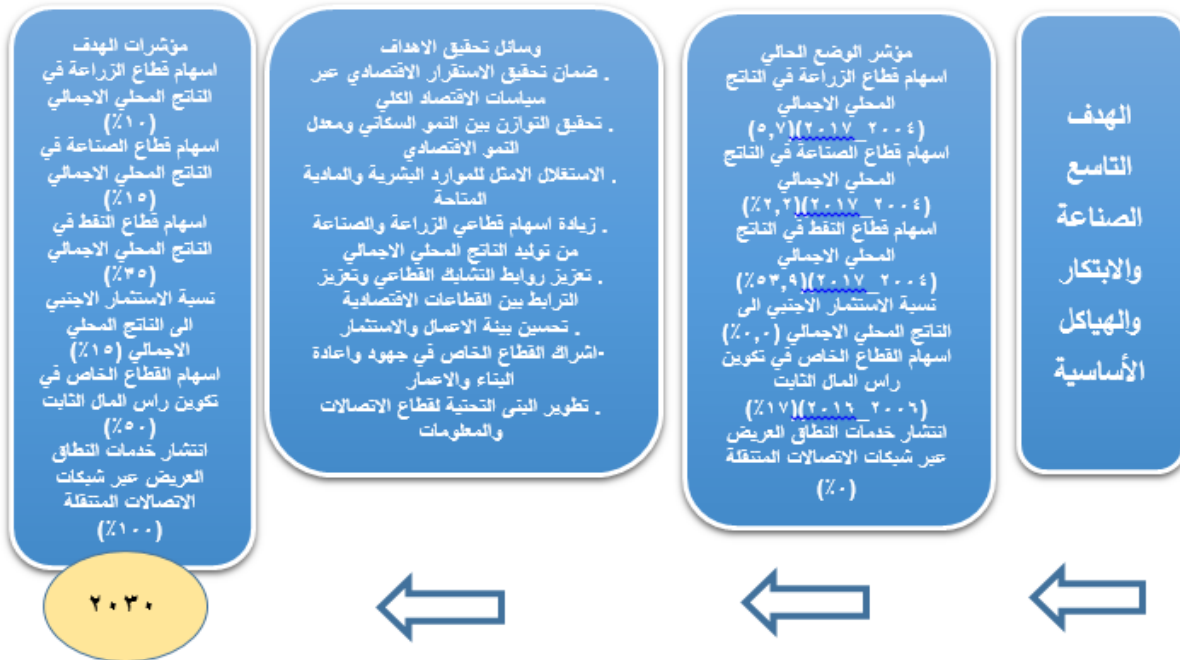 الهدف
التاسع
الصناعة
والابتكار
والهياكل
الأساسية
مؤشر الوضع الحالي
اسهام قطاع الزراعة في الناتج
المحلي الاجمالي
(٢٠٠٤_٢٠١٧)(٥,٧)
اسهام قطاع الصناعة في الناتج
المحلي الاجمالي
(٢٠٠٤_٢٠١٧)(٢,٢٪)
اسهام قطاع النفط في الناتج
المحلي الاجمالي
(٢٠٠٤_٢٠١٧)(٥٣,٩٪)
نسبة الاستثمار الاجنبي الى
الناتج المحلي الاجمالي (٠,٠٪)
اسهام القطاع الخاص في تكوين
راس المال الثابت
(٢٠٠٦_٢٠١٦)(١٧٪)
انتشار خدمات النطاق العريض
عبر شبكات الاتصالات المتنقلة
(٠٪)
وسائل تحقيق الاهداف
. ضمان تحقيق الاستقرار الاقتصادي عبر
سياسات الاقتصاد الكلي
. تحقيق التوازن بين النمو السكاني ومعدل
النمو الاقتصادي
. الاستغلال الامثل للموارد البشرية والمادية
المتاحة
. زيادة اسهام قطاعي الزراعة والصناعة
من توليد الناتج المحلي الاجمالي
. تعزيز روابط التشابك القطاعي وتعزيز
الترابط بين القطاعات الاقتصادية
. تحسين بيئة الاعمال والاستثمار
-اشراك القطاع الخاص في جهود واعادة
البناء والاعمار
. تطوير البنى التحتية لقطاع الاتصالات
والمعلومات
مؤشرات الهدف
اسهام قطاع الزراعة في
الناتج المحلي الاجمالي
(١٠٪)
اسهام قطاع الصناعة في
الناتج المحلي الاجمالي
(١٥٪)
اسهام قطاع النفط في
الناتج المحلي الاجمالي
(٣٥٪)
نسبة الاستثمار الاجنبي
الى الناتج المحلي
الاجمالي (١٥٪)
اسهام القطاع الخاص في
تكوين راس المال الثابت
(٥٠٪)
انتشار خدمات النطاق
العريض عبر شبكات
الاتصالات المتنقلة
(١٠٠٪)
٢٠٣٠